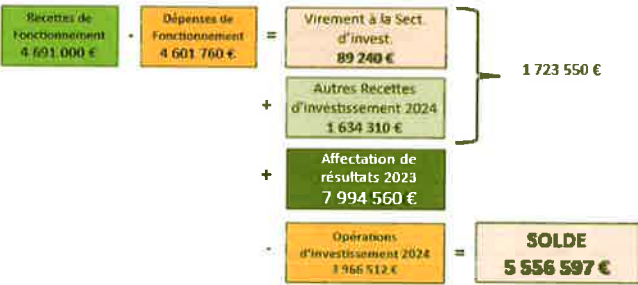 Recettes de
Fonctionnement
4 691 000 €
-
Dépenses de
Fonctionnement
4 601 760 €
=
Virement à la Sect.
d'invest.
89 240 €
1 723 550 €
+
Autres Recettes
d'investissement 2024
1 634 310 €
+
Affectation de
résultats 2023
7 994 560 €
-
Opérations
d'investissement 2024
966 512 €
=
SOLDE
5 556 597 €